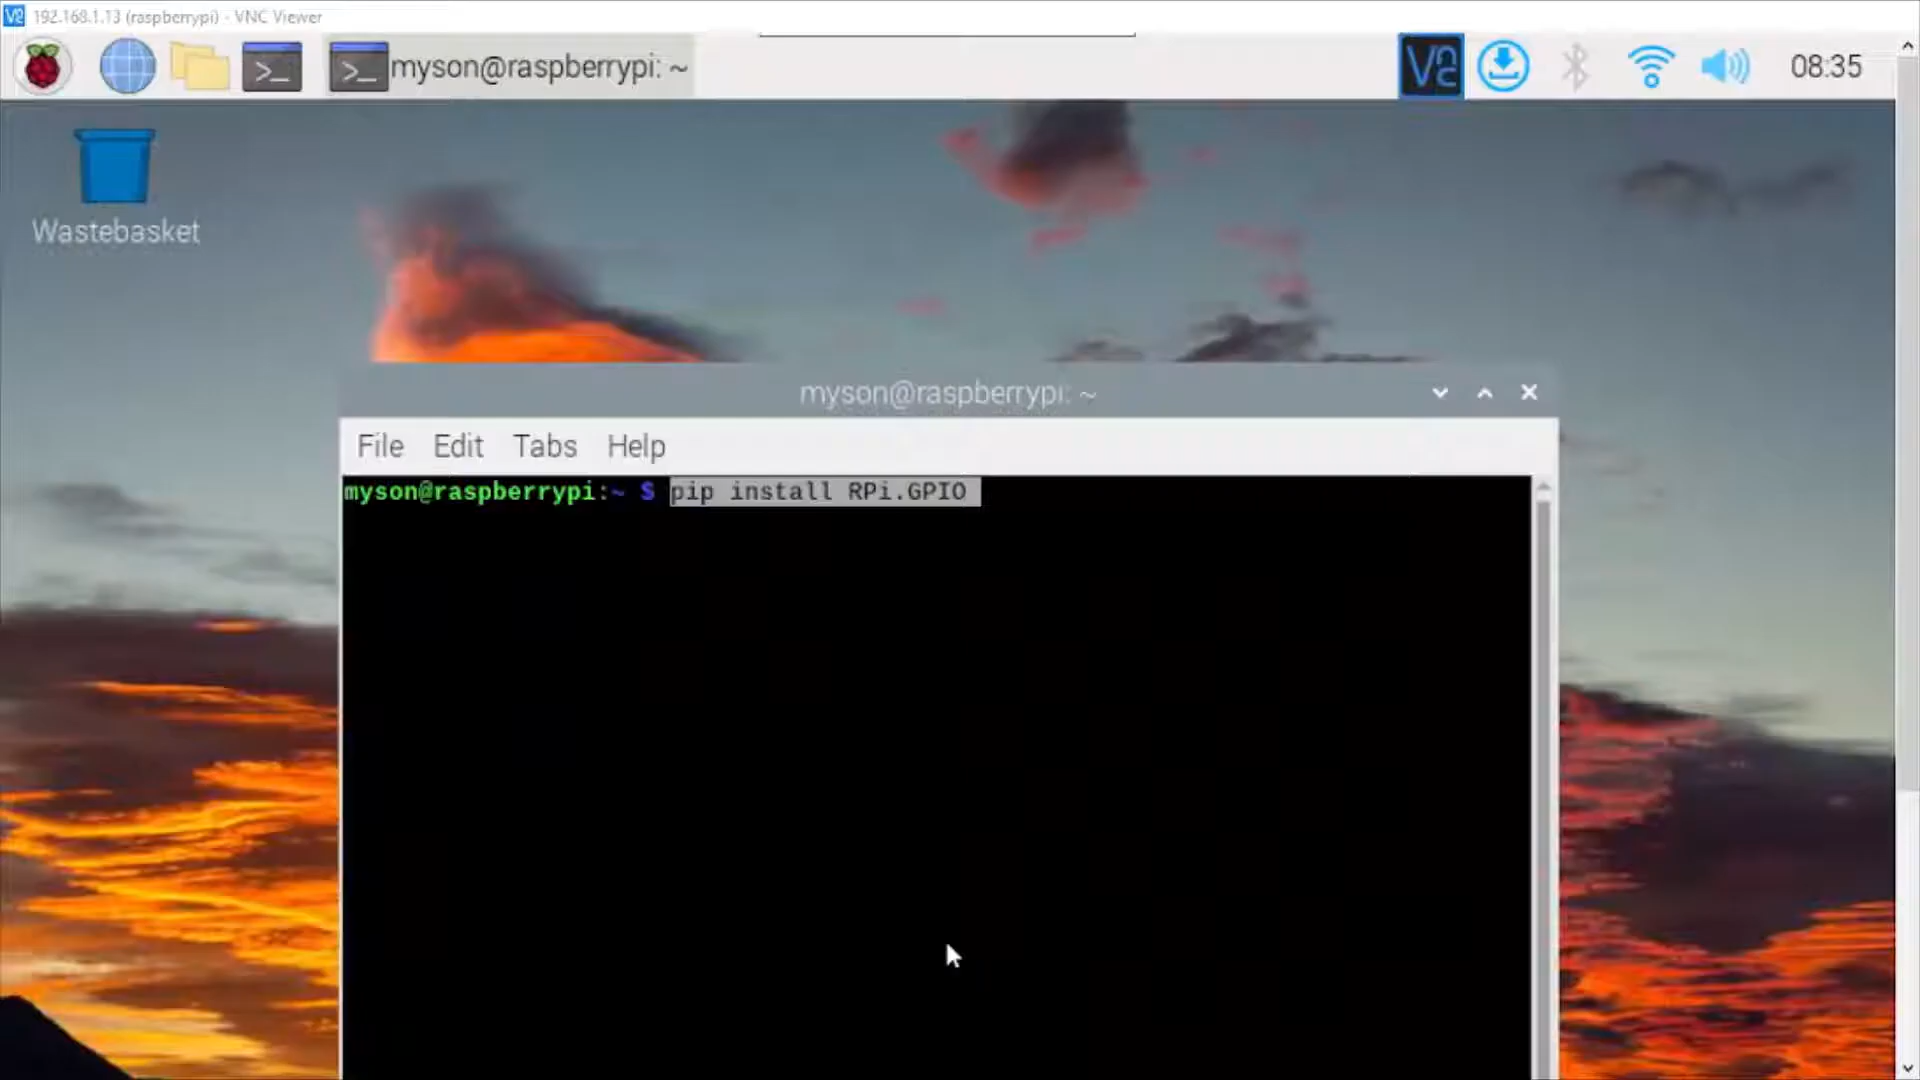 192.168.1.13 (raspberrypi) - VNC Viewer
myson@raspberrypi: ~
08:35
Wastebasket
myson@raspberrypi: ~
File Edit Tabs Help
myson@raspberrypi:~ $ pip install RPi.GPIO